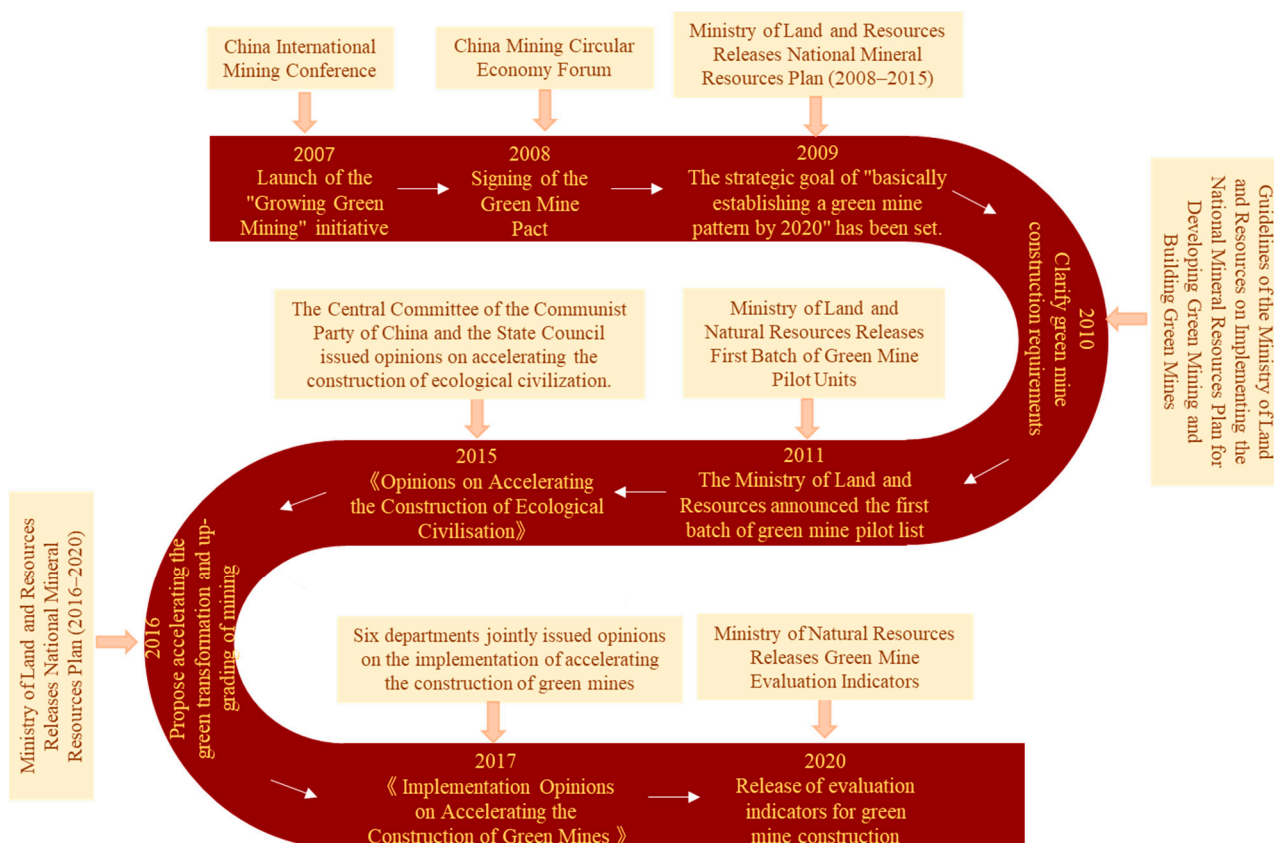 China International
Mining Conference
China Mining Circular
Economy Forum
Ministry of Land and Resources
Releases National Mineral
Resources Plan (2008–2015)
2007
Launch of the
"Growing Green
Mining" initiative
2008
Signing of the
Green Mine
Pact
2009
The strategic goal of "basically
establishing a green mine
pattern by 2020" has been set.
2010
Clarify green mine
construction requirements
Guidelines of the Ministry of Land
and Resources on Implementing the
National Mineral Resources Plan for
Developing Green Mining and
Building Green Mines
The Central Committee of the Communist
Party of China and the State Council
issued opinions on accelerating the
construction of ecological civilization.
Ministry of Land and
Natural Resources Releases
First Batch of Green Mine
Pilot Units
2011
The Ministry of Land and
Resources announced the first
batch of green mine pilot list
2015
《Opinions on Accelerating
the Construction of Ecological
Civilisation》
Ministry of Land and Resources
Releases National Mineral
Resources Plan (2016–2020)
2016
Propose accelerating the
green transformation and up-
grading of mining
Six departments jointly issued opinions
on the implementation of accelerating
the construction of green mines
Ministry of Natural Resources
Releases Green Mine
Evaluation Indicators
2017
《 Implementation Opinions
on Accelerating the
Construction of Green Mines 》
2020
Release of evaluation
indicators for green
mine construction